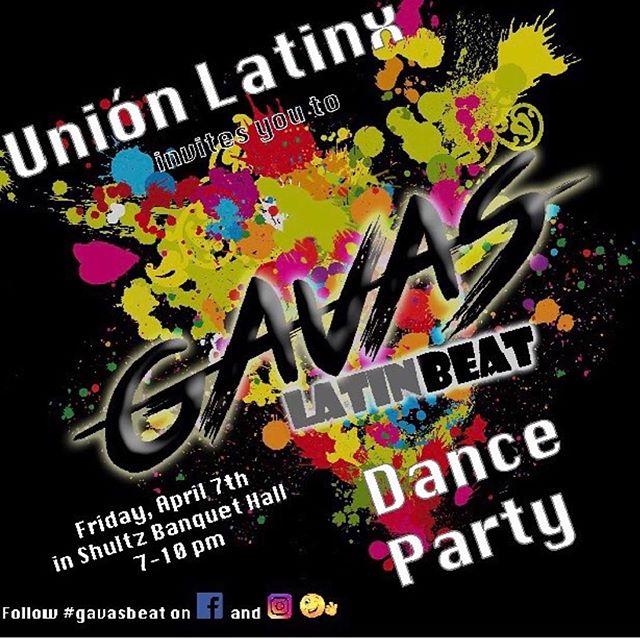 Unión Latinx
invites you to
GAVAS
LATINBEAT
Dance
Party
Friday, April 7th
in Shultz Banquet Hall
7-10 pm
Follow #gavasbeat on f and